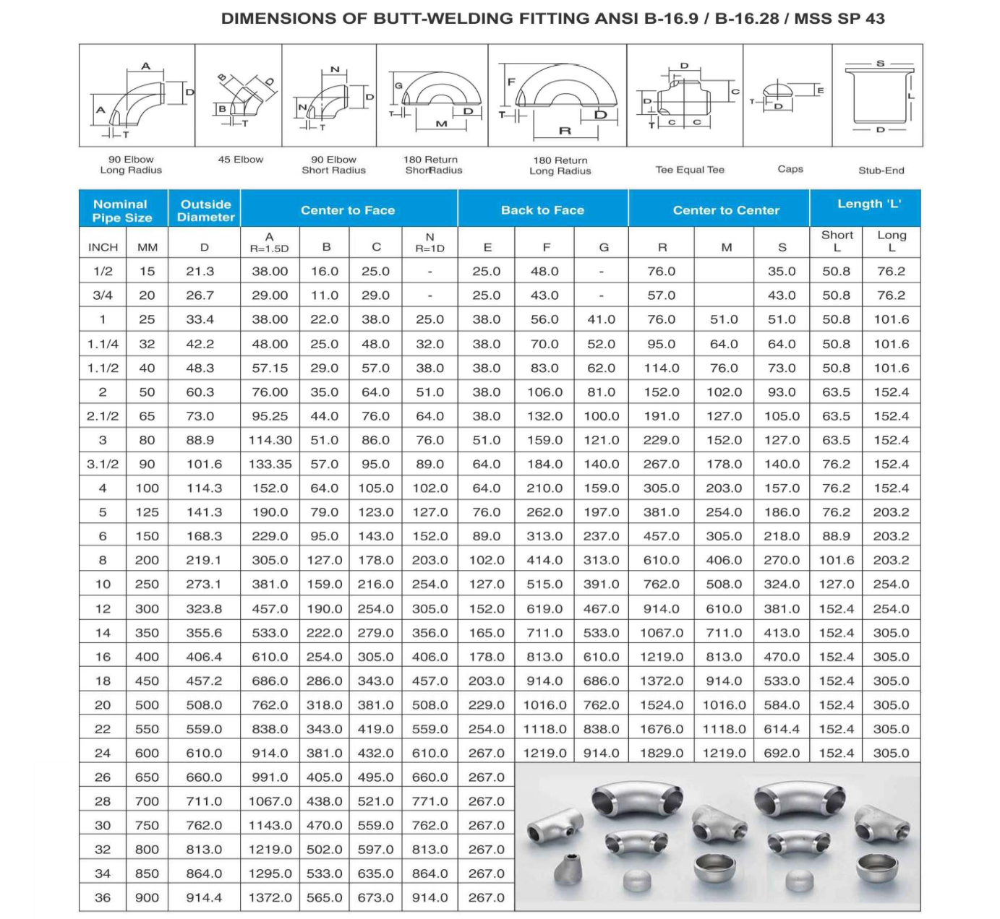 DIMENSIONS OF BUTT-WELDING FITTING ANSI B-16.9 / B-16.28 / MSS SP 43
A D A T
B D B T
N D N T
G T D M
F T D R
D D C T C C
T D E
S L D
90 Elbow
Long Radius
45 Elbow
90 Elbow
Short Radius
180 Return
ShorRadius
180 Return
Long Radius
Tee Equal Tee
Caps
Stub-End
Nominal Pipe Size Outside Diameter Center to Face Back to Face Center to Center Length 'L'
INCH MM D A R=1.5D B C N R=1D E F G R M S Short L Long L
1/2 15 21.3 38.00 16.0 25.0 - 25.0 48.0 - 76.0 35.0 50.8 76.2
3/4 20 26.7 29.00 11.0 29.0 - 25.0 43.0 - 57.0 43.0 50.8 76.2
1 25 33.4 38.00 22.0 38.0 25.0 38.0 56.0 41.0 76.0 51.0 51.0 50.8 101.6
1.1/4 32 42.2 48.00 25.0 48.0 32.0 38.0 70.0 52.0 95.0 64.0 64.0 50.8 101.6
1.1/2 40 48.3 57.15 29.0 57.0 38.0 38.0 83.0 62.0 114.0 76.0 73.0 50.8 101.6
2 50 60.3 76.00 35.0 64.0 51.0 38.0 106.0 81.0 152.0 102.0 93.0 63.5 152.4
2.1/2 65 73.0 95.25 44.0 76.0 64.0 38.0 132.0 100.0 191.0 127.0 105.0 63.5 152.4
3 80 88.9 114.30 51.0 86.0 76.0 51.0 159.0 121.0 229.0 152.0 127.0 63.5 152.4
3.1/2 90 101.6 133.35 57.0 95.0 89.0 64.0 184.0 140.0 267.0 178.0 140.0 76.2 152.4
4 100 114.3 152.0 64.0 105.0 102.0 64.0 210.0 159.0 305.0 203.0 157.0 76.2 152.4
5 125 141.3 190.0 79.0 123.0 127.0 76.0 262.0 197.0 381.0 254.0 186.0 76.2 203.2
6 150 168.3 229.0 95.0 143.0 152.0 89.0 313.0 237.0 457.0 305.0 218.0 88.9 203.2
8 200 219.1 305.0 127.0 178.0 203.0 102.0 414.0 313.0 610.0 406.0 270.0 101.6 203.2
10 250 273.1 381.0 159.0 216.0 254.0 127.0 515.0 391.0 762.0 508.0 324.0 127.0 254.0
12 300 323.8 457.0 190.0 254.0 305.0 152.0 619.0 467.0 914.0 610.0 381.0 152.4 254.0
14 350 355.6 533.0 222.0 279.0 356.0 165.0 711.0 533.0 1067.0 711.0 413.0 152.4 305.0
16 400 406.4 610.0 254.0 305.0 406.0 178.0 813.0 610.0 1219.0 813.0 470.0 152.4 305.0
18 450 457.2 686.0 286.0 343.0 457.0 203.0 914.0 686.0 1372.0 914.0 533.0 152.4 305.0
20 500 508.0 762.0 318.0 381.0 508.0 229.0 1016.0 762.0 1524.0 1016.0 584.0 152.4 305.0
22 550 559.0 838.0 343.0 419.0 559.0 254.0 1118.0 838.0 1676.0 1118.0 614.4 152.4 305.0
24 600 610.0 914.0 381.0 432.0 610.0 267.0 1219.0 914.0 1829.0 1219.0 692.0 152.4 305.0
26 650 660.0 991.0 405.0 495.0 660.0 267.0
28 700 711.0 1067.0 438.0 521.0 771.0 267.0
30 750 762.0 1143.0 470.0 559.0 762.0 267.0
32 800 813.0 1219.0 502.0 597.0 813.0 267.0
34 850 864.0 1295.0 533.0 635.0 864.0 267.0
36 900 914.4 1372.0 565.0 673.0 914.0 267.0